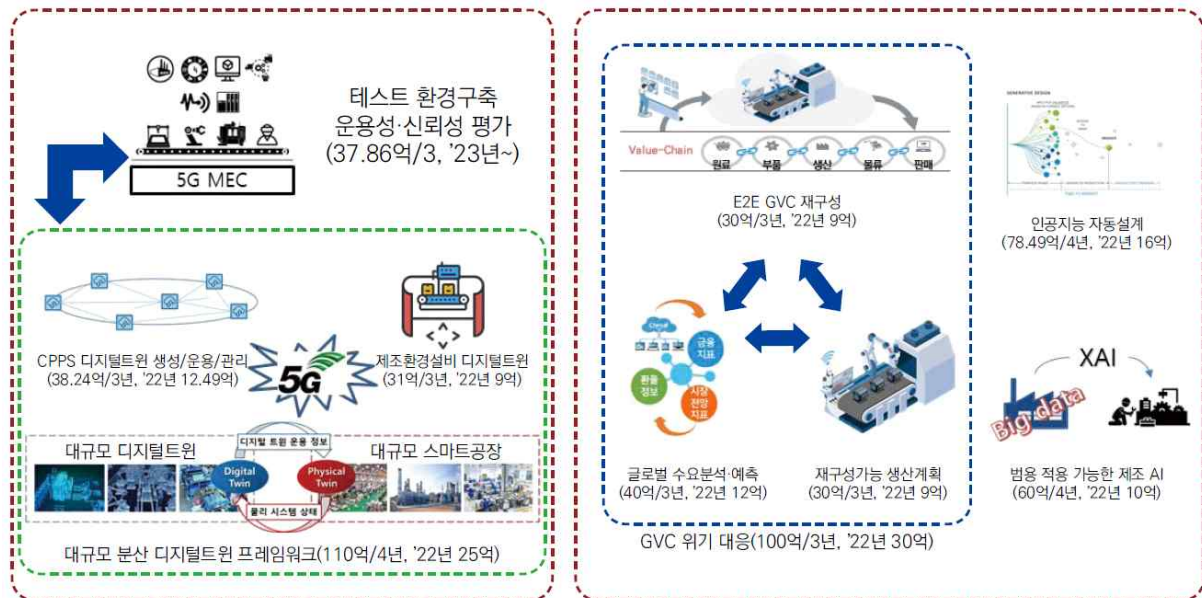 테스트 환경구축
운용성·신뢰성 평가
(37.86억/3, '23년~)
5G MEC
CPPS 디지털트윈 생성/운용/관리
(38.24억/3년, '22년 12.49억)
5G
제조환경설비 디지털트윈
(31억/3년, '22년 9억)
대규모 디지털트윈
디지털 트윈 운용 정보
대규모 스마트공장
Digital
Twin
Physical
Twin
물리 시스템 상태
대규모 분산 디지털트윈 프레임워크(110억/4년, '22년 25억)
Value-Chain
원료
부품
생산
물류
판매
E2E GVC 재구성
(30억/3년, '22년 9억)
Cloud
금융
지표
환율
정보
시장
전망
지표
글로벌 수요분석·예측
(40억/3년, '22년 12억)
재구성가능 생산계획
(30억/3년, '22년 9억)
GVC 위기 대응(100억/3년, '22년 30억)
GENERATIVE DESIGN
인공지능 자동설계
(78.49억/4년, '22년 16억)
XAI
Big data
범용 적용 가능한 제조 AI
(60억/4년, '22년 10억)